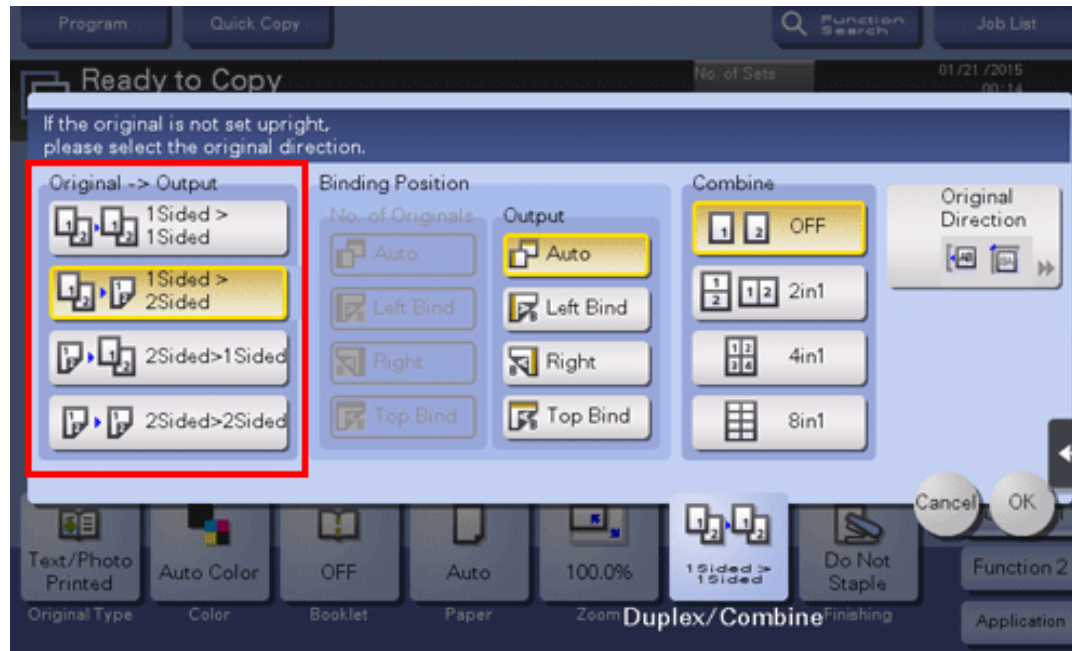 Program
Quick Copy
Function
Search
Job List
Ready to Copy
No. of Sets
01/21 /2015
00:14
If the original is not set upright,
please select the original direction.
Original -> Output
1Sided >
1Sided
1Sided >
2Sided
2Sided>1Sided
2Sided>2Sided
Binding Position
No. of Originals
Auto
Left Bind
Right
Top Bind
Output
Auto
Left Bind
Right
Top Bind
Combine
OFF
2in1
4in1
8in1
Original
Direction
Cancel
OK
Text/Photo
Printed
Auto Color
OFF
Auto
100.0%
1Sided >
1Sided
Do Not
Staple
Function 2
Original Type
Color
Booklet
Paper
Zoom
Duplex/Combine
Finishing
Application